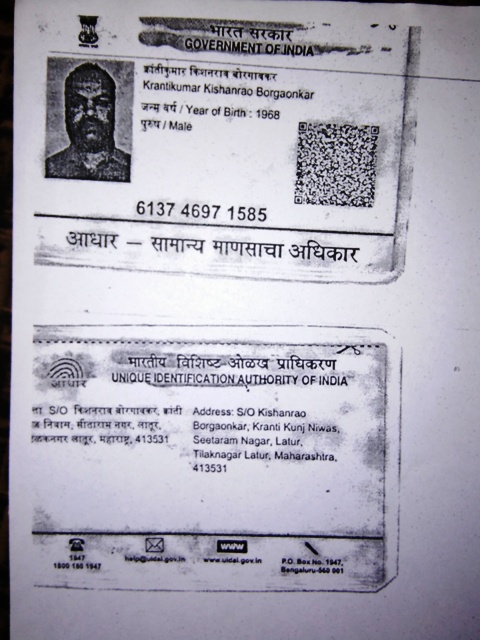 भारत सरकार
GOVERNMENT OF INDIA
क्रांतीकुमार किशनराव बोरगावकर
Krantikumar Kishanrao Borgaonkar
जन्म वर्ष / Year of Birth : 1968
पुरुष / Male
6137 4697 1585
आधार – सामान्य माणसाचा अधिकार
भारतीय विशिष्ट-ओळख प्राधिकरण
आधार
UNIQUE IDENTIFICATION AUTHORITY OF INDIA
S/O किशनराव बोरगावकर, क्रांती
निवास, सीताराम नगर, लातूर,
लातूर, महाराष्ट्र, 413531
Address: S/O Kishanrao
Borgaonkar, Kranti Kunj Niwas,
Seetaram Nagar, Latur,
Tilaknagar Latur, Maharashtra,
413531
1947
1800 180 1947
help@uidai.gov.in
www
www.uidai.gov.in
P.O. Box No. 1947,
Bengaluru-560 001